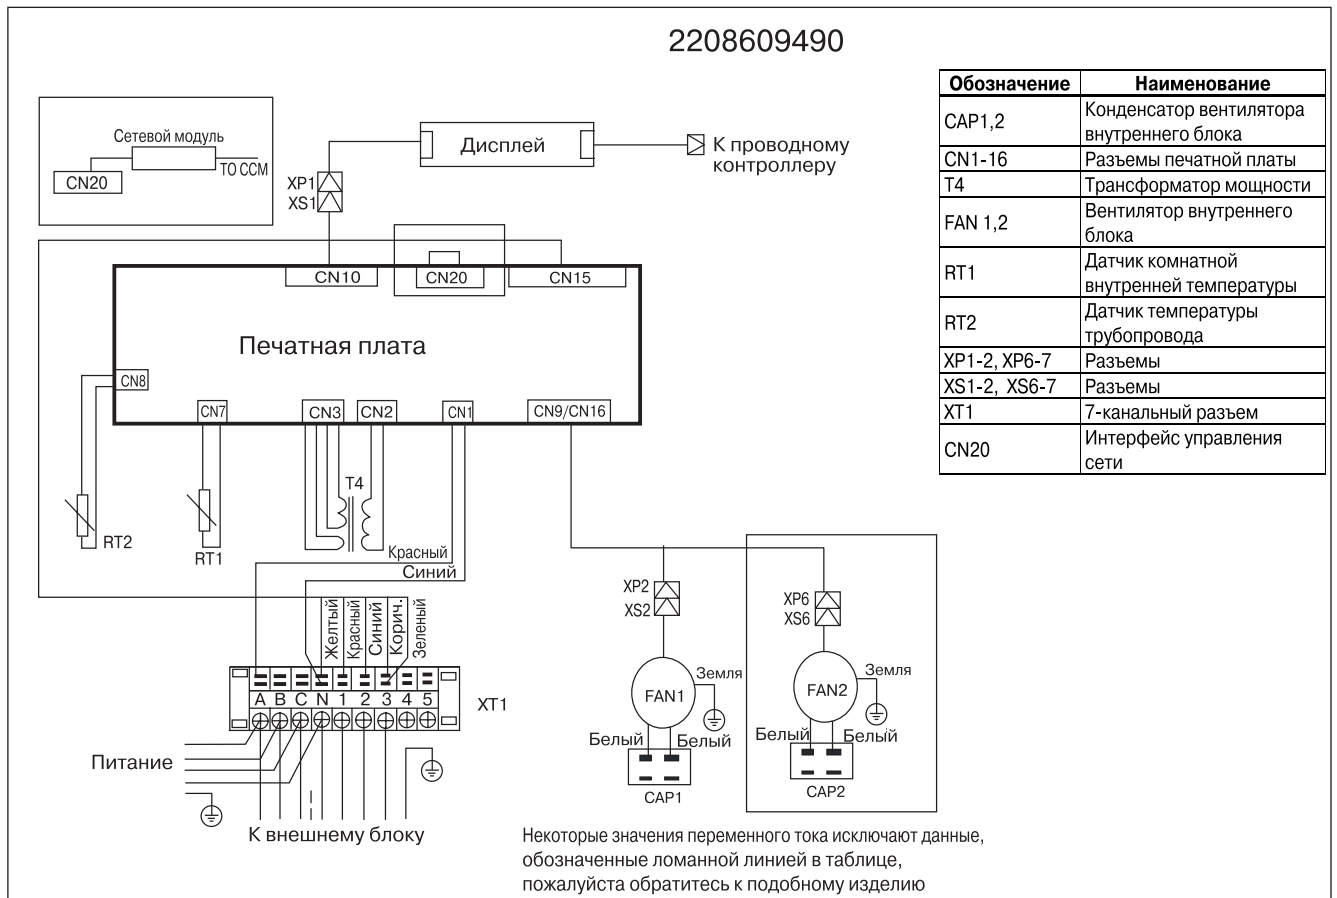 2208609490
Сетевой модуль
TO CCM
CN20
Дисплей
К проводному
контроллеру
XP1
XS1
CN10
CN20
CN15
Печатная плата
CN8
CN7
CN3
CN2
CN1
CN9/CN16
T4
RT2
RT1
Красный
Синий
Желтый
Красный
Синий
Корич.
Зеленый
A B C N 1 2 3 4 5
XT1
Питание
К внешнему блоку
XP2
XS2
FAN1
Земля
Белый
Белый
CAP1
XP6
XS6
FAN2
Земля
Белый
Белый
CAP2
Некоторые значения переменного тока исключают данные,
обозначенные ломанной линией в таблице,
пожалуйста обратитесь к подобному изделию
Обозначение Наименование
CAP1,2 Конденсатор вентилятора
внутреннего блока
CN1-16 Разъемы печатной платы
T4 Трансформатор мощности
FAN 1,2 Вентилятор внутреннего
блока
RT1 Датчик комнатной
внутренней температуры
RT2 Датчик температуры
трубопровода
XP1-2, XP6-7 Разъемы
XS1-2, XS6-7 Разъемы
XT1 7-канальный разъем
CN20 Интерфейс управления
сети